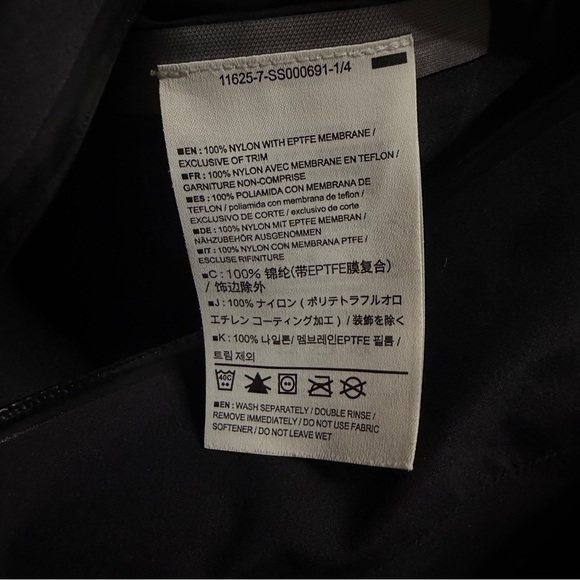 11625-7-SS000691-1/4
■EN : 100% NYLON WITH EPTFE MEMBRANE /
EXCLUSIVE OF TRIM
■FR : 100% NYLON AVEC MEMBRANE EN TEFLON /
GARNITURE NON-COMPRISE
■ES : 100% POLIAMIDA CON MEMBRANA DE
TEFLON / poliamida con membrana de teflon /
EXCLUSIVO DE CORTE / exclusivo de corte
■DE : 100% NYLON MIT EPTFE MEMBRAN /
NÄHZUBEHÖR AUSGENOMMEN
■IT : 100% NYLON CON MEMBRANA PTFE /
ESCLUSE RIFINITURE
■C : 100% 锦纶(带EPTFE膜复合)
/ 饰边除外
■J : 100% ナイロン ( ポリテトラフルオロ
エチレン コーティング加工 ) / 装飾を除く
■K : 100% 나일론/ 멤브레인EPTFE 필름 /
트림 제외
40C
■EN : WASH SEPARATELY / DOUBLE RINSE /
REMOVE IMMEDIATELY / DO NOT USE FABRIC
SOFTENER / DO NOT LEAVE WET